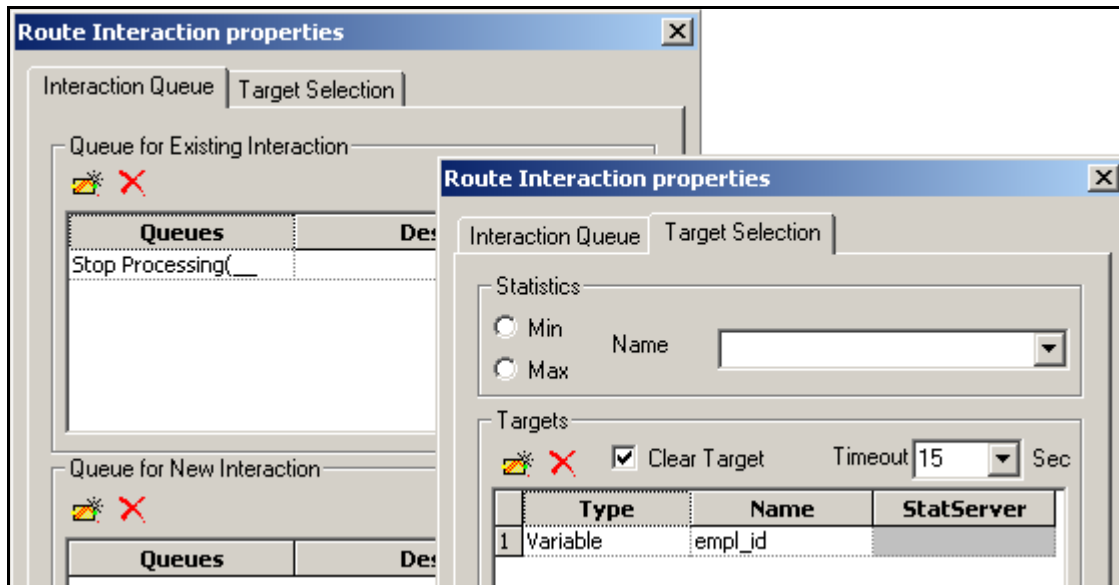 Route Interaction properties
Interaction Queue
Target Selection
Queue for Existing Interaction
Queues
Des
Stop Processing(__
Queue for New Interaction
Queues
Des
Route Interaction properties
Interaction Queue
Target Selection
Statistics
Min
Max
Name
Targets
Clear Target
Timeout 15 Sec
Type Name StatServer
1 Variable empl_id